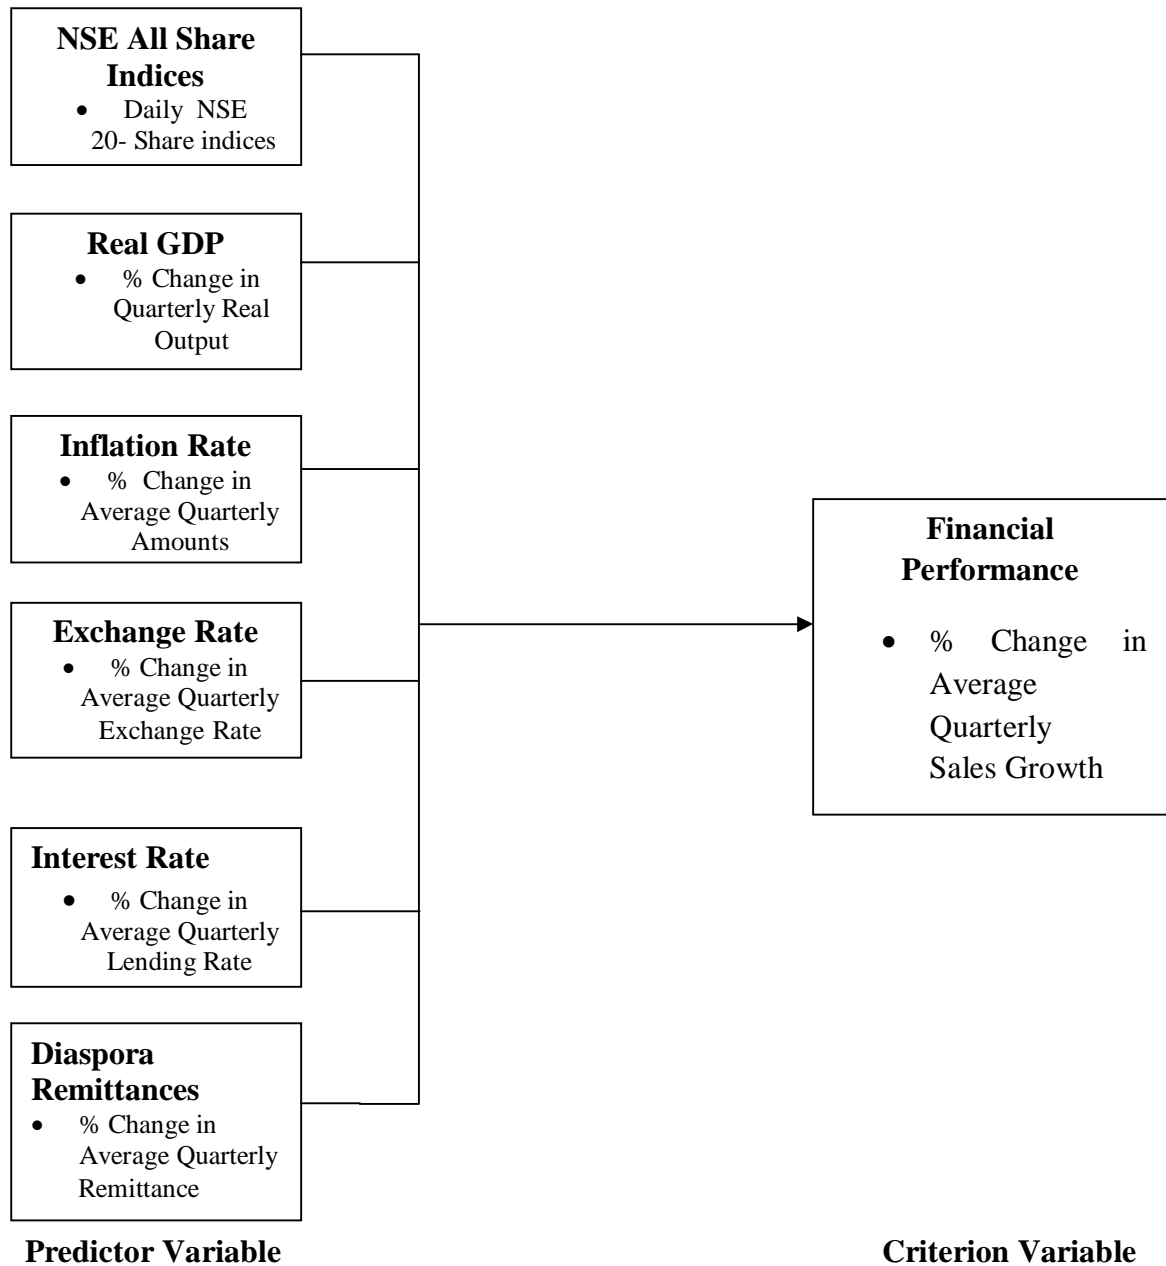 NSE All Share
Indices
• Daily NSE
20- Share indices
Real GDP
• % Change in
Quarterly Real
Output
Inflation Rate
• % Change in
Average Quarterly
Amounts
Exchange Rate
• % Change in
Average Quarterly
Exchange Rate
Interest Rate
• % Change in
Average Quarterly
Lending Rate
Diaspora
Remittances
• % Change in
Average Quarterly
Remittance
Predictor Variable
Financial
Performance
• % Change in
Average
Quarterly
Sales Growth
Criterion Variable